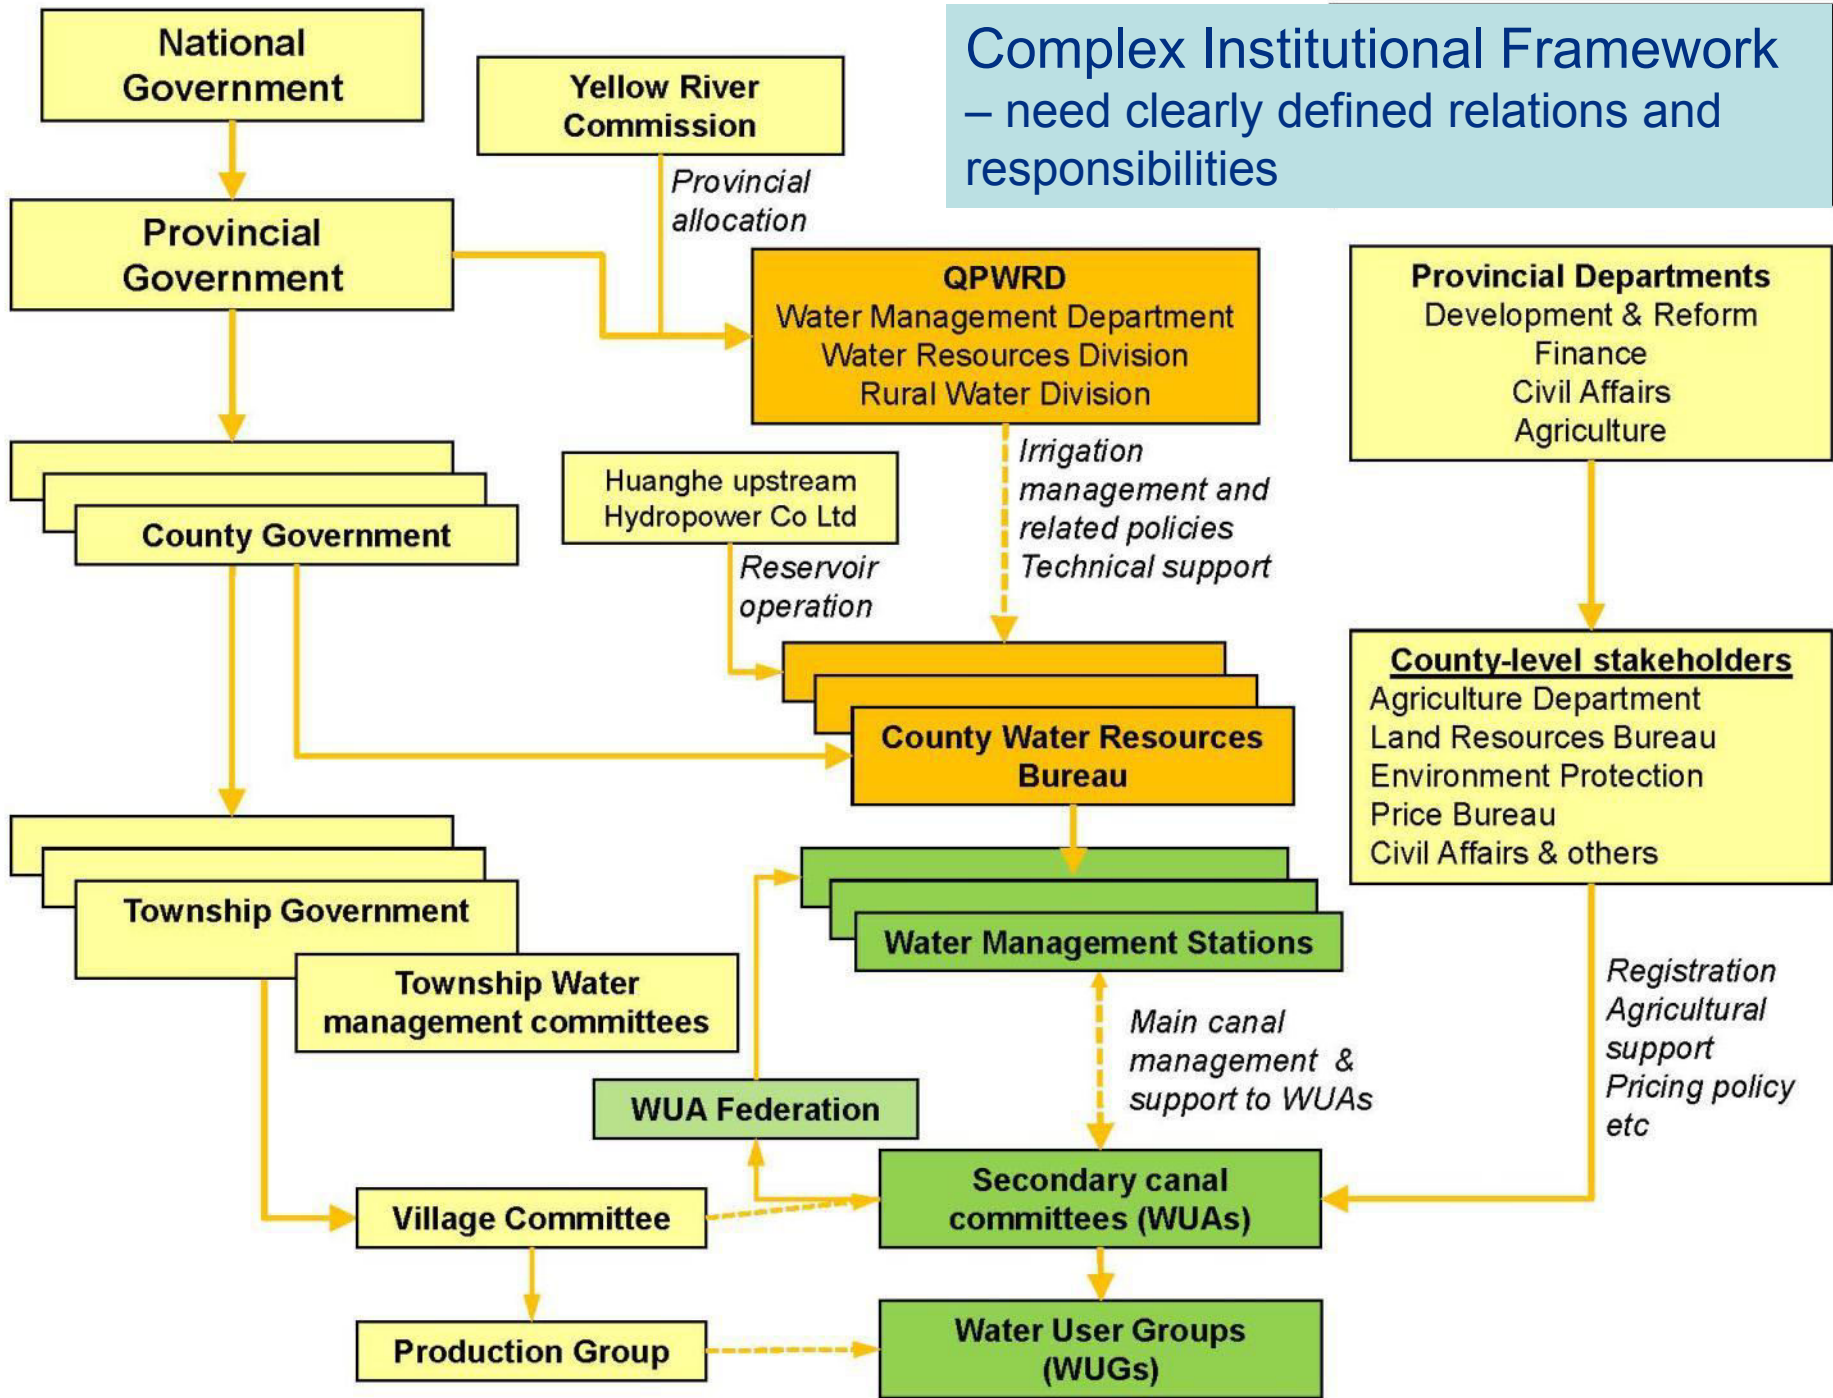 Complex Institutional Framework
– need clearly defined relations and
responsibilities
National
Government
Yellow River
Commission
Provincial
allocation
Provincial
Government
QPWRD
Water Management Department
Water Resources Division
Rural Water Division
Provincial Departments
Development & Reform
Finance
Civil Affairs
Agriculture
Irrigation
management and
related policies
Technical support
Huanghe upstream
Hydropower Co Ltd
County Government
Reservoir
operation
County-level stakeholders
Agriculture Department
Land Resources Bureau
Environment Protection
Price Bureau
Civil Affairs & others
County Water Resources
Bureau
Township Government
Water Management Stations
Township Water
management committees
Registration
Agricultural
support
Pricing policy
etc
Main canal
management &
support to WUAs
WUA Federation
Secondary canal
committees (WUAs)
Village Committee
Production Group
Water User Groups
(WUGs)